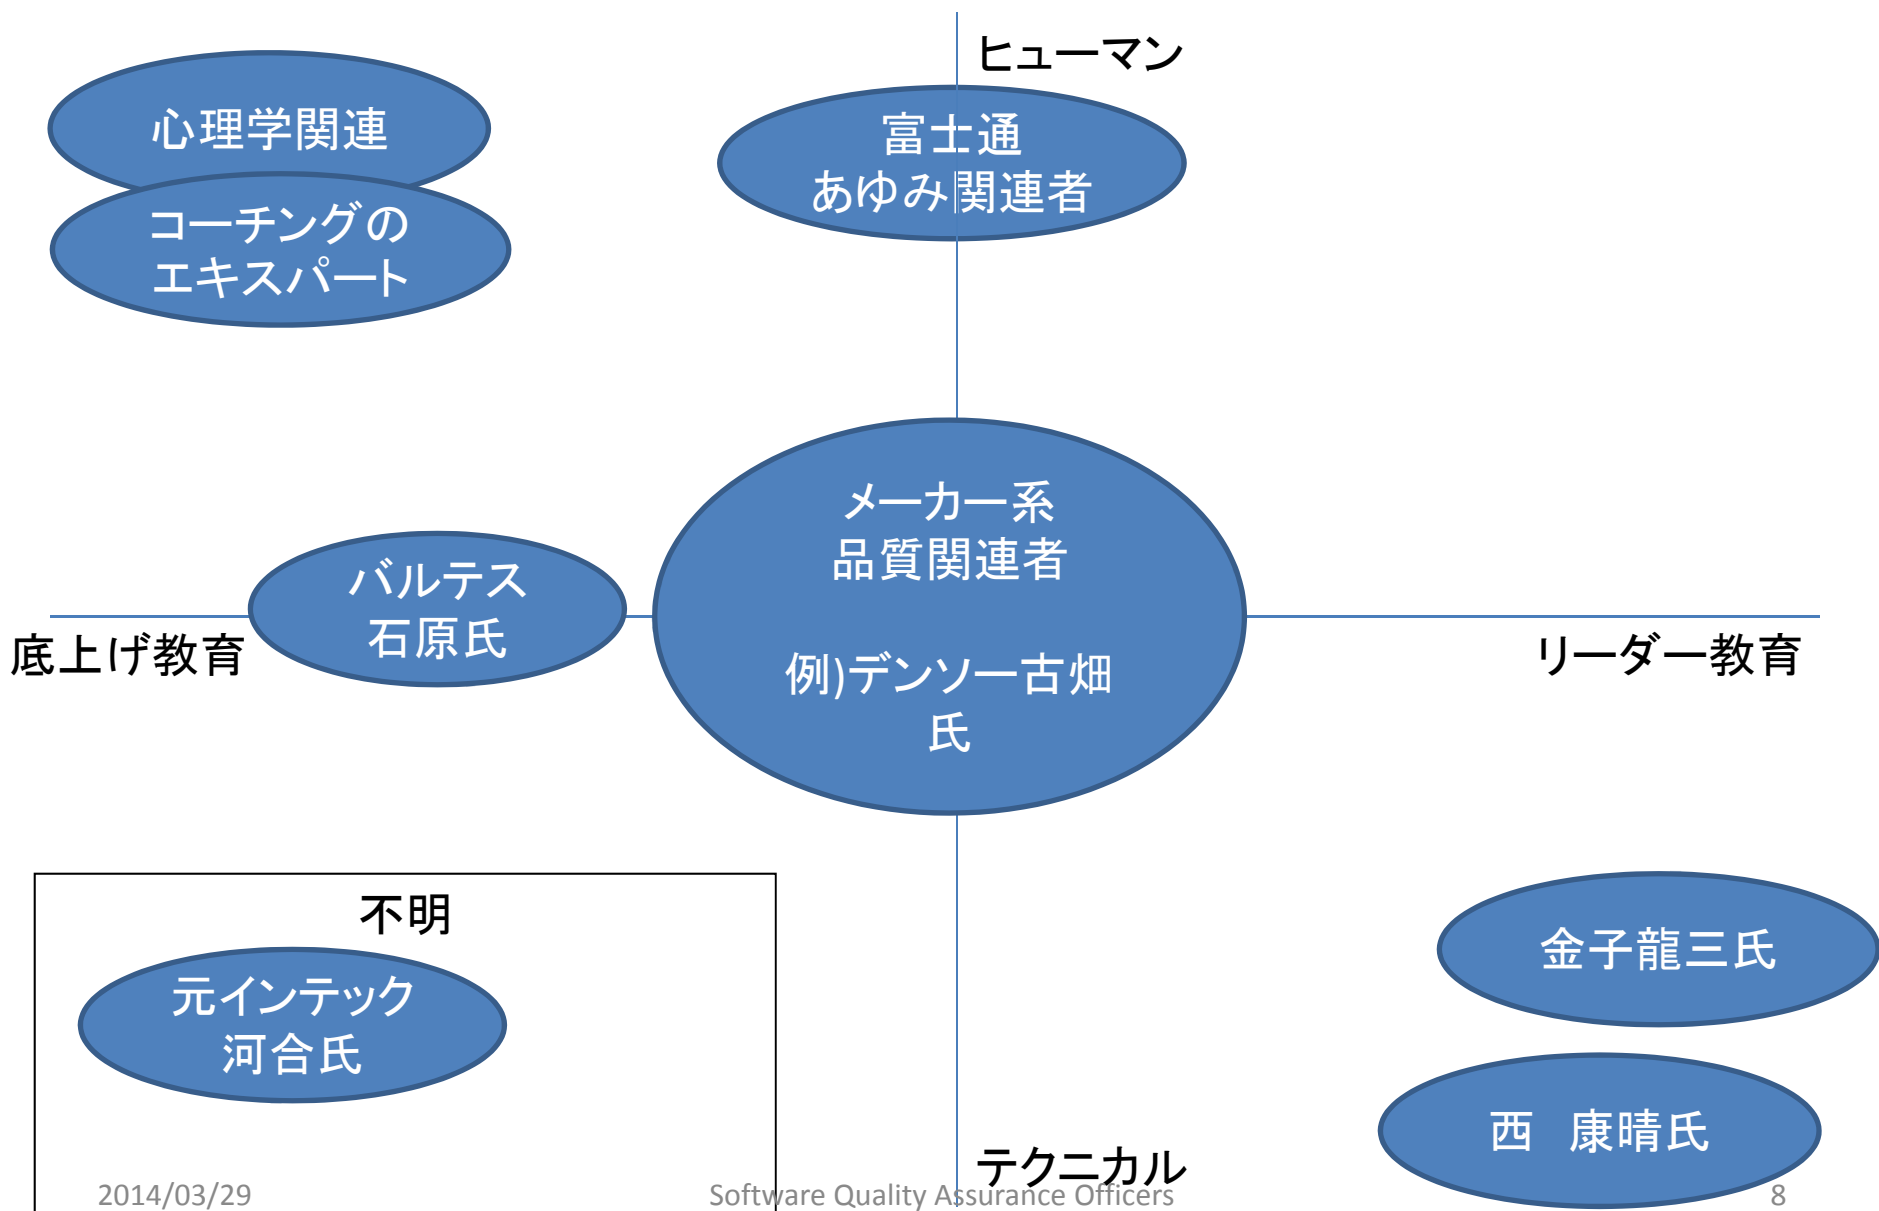 ヒューマン
心理学関連
富士通
あゆみ関連者
コーチングの
エキスパート
メーカー系
品質関連者
例)デンソー古畑
氏
バルテス
石原氏
底上げ教育
リーダー教育
不明
元インテック
河合氏
金子龍三氏
西　康晴氏
テクニカル
2014/03/29
Software Quality Assurance Officers
8